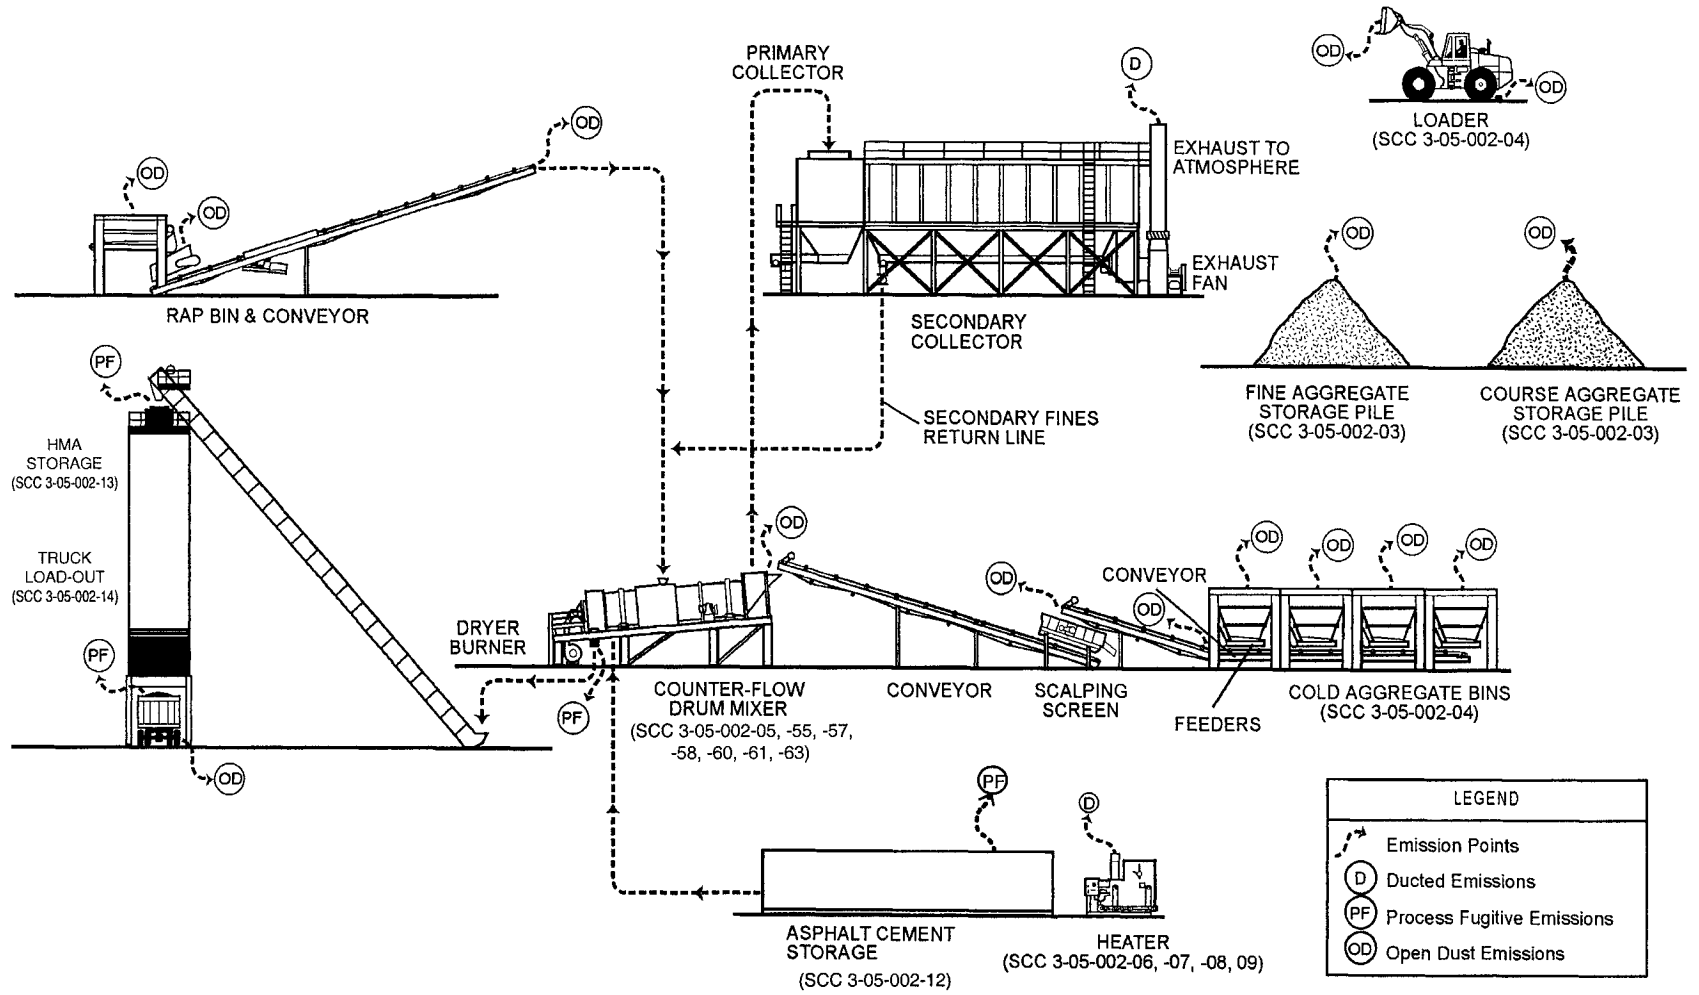 PRIMARY
COLLECTOR
D
OD
OD
LOADER
(SCC 3-05-002-04)
OD
OD
OD
RAP BIN & CONVEYOR
EXHAUST TO
ATMOSPHERE
EXHAUST
FAN
SECONDARY
COLLECTOR
OD
OD
FINE AGGREGATE
STORAGE PILE
(SCC 3-05-002-03)
COURSE AGGREGATE
STORAGE PILE
(SCC 3-05-002-03)
SECONDARY FINES
RETURN LINE
PF
HMA
STORAGE
(SCC 3-05-002-13)
TRUCK
LOAD-OUT
(SCC 3-05-002-14)
PF
OD
DRYER
BURNER
PF
COUNTER-FLOW
DRUM MIXER
(SCC 3-05-002-05, -55, -57,
-58, -60, -61, -63)
OD
CONVEYOR
OD
SCALPING
SCREEN
CONVEYOR
OD
FEEDERS
OD
OD
OD
OD
COLD AGGREGATE BINS
(SCC 3-05-002-04)
PF
ASPHALT CEMENT
STORAGE
(SCC 3-05-002-12)
D
HEATER
(SCC 3-05-002-06, -07, -08, 09)
LEGEND
Emission Points
D Ducted Emissions
PF Process Fugitive Emissions
OD Open Dust Emissions